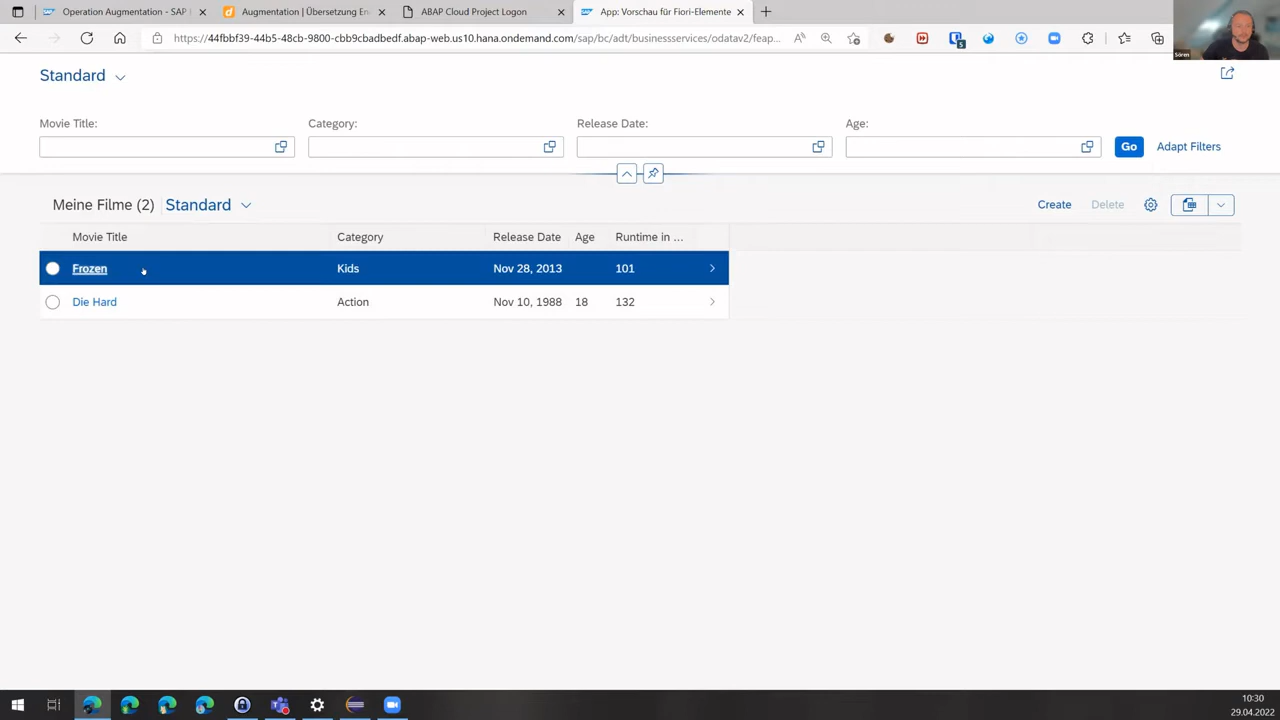 Operation Augmentation - SAP
Augmentation | Übersetzung En
ABAP Cloud Project Logon
App: Vorschau für Fiori-Elemente
https://44fbbf39-44b5-48cb-9800-cbb9cbadbedf.abap-web.us10.hana.ondemand.com/sap/bc/adt/businessservices/odatav2/feap...
Sören
Standard
Movie Title:
Category:
Release Date:
Age:
Go
Adapt Filters
Meine Filme (2)
Standard
Create
Delete
Movie Title Category Release Date Age Runtime in ...
Frozen Kids Nov 28, 2013 101
Die Hard Action Nov 10, 1988 18 132
10:30
29.04.2022